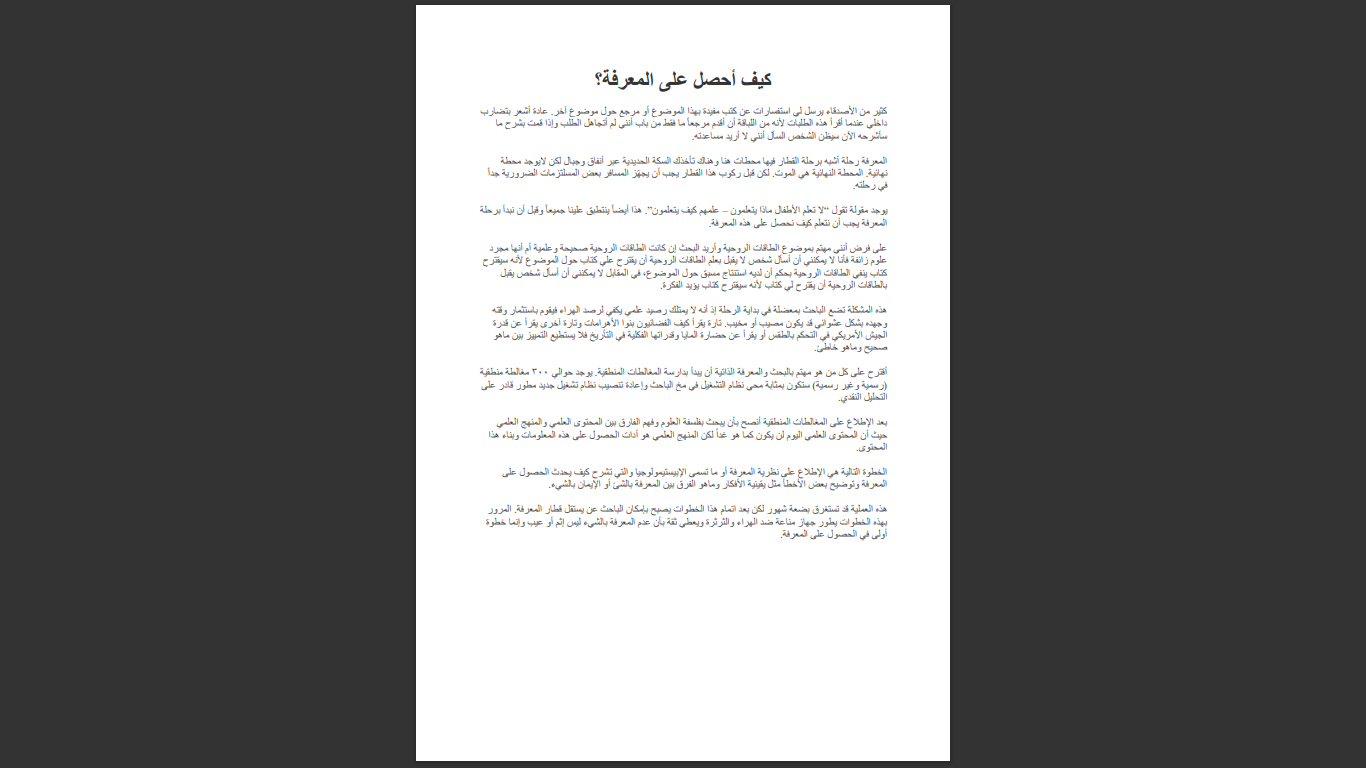 كيف أحصل على المعرفة؟
كثير من الأصدقاء يرسل لي استفسارات عن كتب مفيدة بهذا الموضوع أو مرجع حول موضوع آخر. عادة أشعر بتضارب
داخلي عندما أقرأ هذه الطلبات لأنه من اللباقة أن أقدم مرجعاً ما فقط من باب أنني لم أتجاهل الطلب وإذا قمت بشرح ما
سأشرحه الآن سيظن الشخص السأل أنني لا أريد مساعدته.
المعرفة رحلة أشبه برحلة القطار فيها محطات هنا وهناك تأخذك السكة الحديدية عبر أنفاق وجبال لكن لايوجد محطة
نهائية. المحطة النهائية هي الموت. لكن قبل ركوب هذا القطار يجب أن يجهّز المسافر بعض المستلزمات الضرورية جداً
في رحلته.
يوجد مقولة تقول "لا تعلم الأطفال ماذا يتعلمون – علمهم كيف يتعلمون". هذا أيضاً ينتطبق علينا جميعاً وقبل أن نبدأ برحلة
المعرفة يجب أن نتعلم كيف نحصل على هذه المعرفة.
على فرض أنني مهتم بموضوع الطاقات الروحية وأريد البحث إن كانت الطاقات الروحية صحيحة وعلمية أم أنها مجرد
علوم زائفة فأنا لا يمكنني أن أسأل شخص لا يقبل بعلم الطاقات الروحية أن يقترح علي كتاب حول الموضوع لأنه سيقترح
كتاب ينفي الطاقات الروحية بحكم أن لديه استنتاج مسبق حول الموضوع، في المقابل لا يمكنني أن أسأل شخص يقبل
بالطاقات الروحية أن يقترح لي كتاب لأنه سيقترح كتاب يؤيد الفكرة.
هذه المشكلة تضع الباحث بمعضلة في بداية الرحلة إذ أنه لا يمتلك رصيد علمي يكفي لرصد الهراء فيقوم باستثمار وقته
وجهده بشكل عشوائي قد يكون مصيب أو مخيب. تارة يقرأ كيف الفضائيون بنوا الأهرامات وتارة أخرى يقرأ عن قدرة
الجيش الأمريكي في التحكم بالطقس أو يقرأ عن حضارة المايا وقدراتها الفكلية في التأريخ فلا يستطيع التمييز بين ماهو
صحيح وماهو خاطئ.
أقترح على كل من هو مهتم بالبحث والمعرفة الذاتية أن يبدأ بدارسة المغالطات المنطقية. يوجد حوالي ٣٠٠ مغالطة منطقية
(رسمية وغير رسمية) ستكون بمثابة محي نظام التشغيل في مخ الباحث وإعادة تنصيب نظام تشغيل جديد مطور قادر على
التحليل النقدي.
بعد الإطلاع على المغالطات المنطقية أنصح بأن يبحث بفلسفة العلوم وفهم الفارق بين المحتوى العلمي والمنهج العلمي
حيث أن المحتوى العلمي اليوم لن يكون كما هو غداً لكن المنهج العلمي هو أدات الحصول على هذه المعلومات وبناء هذا
المحتوى.
الخطوة التالية هي الإطلاع على نظرية المعرفة أو ما تسمى الإبيستيمولوجيا والتي تشرح كيف يحدث الحصول على
المعرفة وتوضيح بعض الأخطأ مثل يقينية الأفكار وماهو الفرق بين المعرفة بالشئ أو الإيمان بالشيء.
هذه العملية قد تستغرق بضعة شهور لكن بعد اتمام هذا الخطوات يصبح بإمكان الباحث عن يستقل قطار المعرفة. المرور
بهذه الخطوات يطور جهاز مناعة ضد الهراء والثرثرة ويعطي ثقة بأن عدم المعرفة بالشيء ليس إثم أو عيب وإنما خطوة
أولى في الحصول على المعرفة.